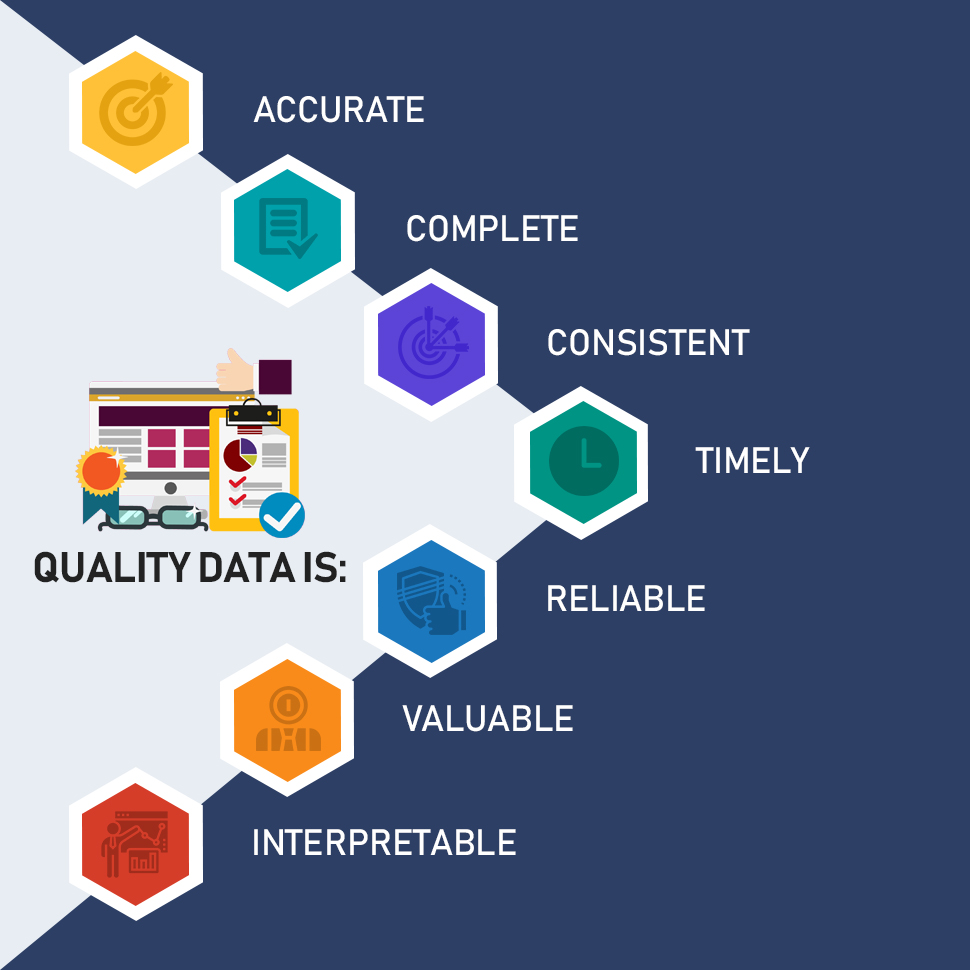 ACCURATE
COMPLETE
CONSISTENT
TIMELY
QUALITY DATA IS:
RELIABLE
VALUABLE
INTERPRETABLE